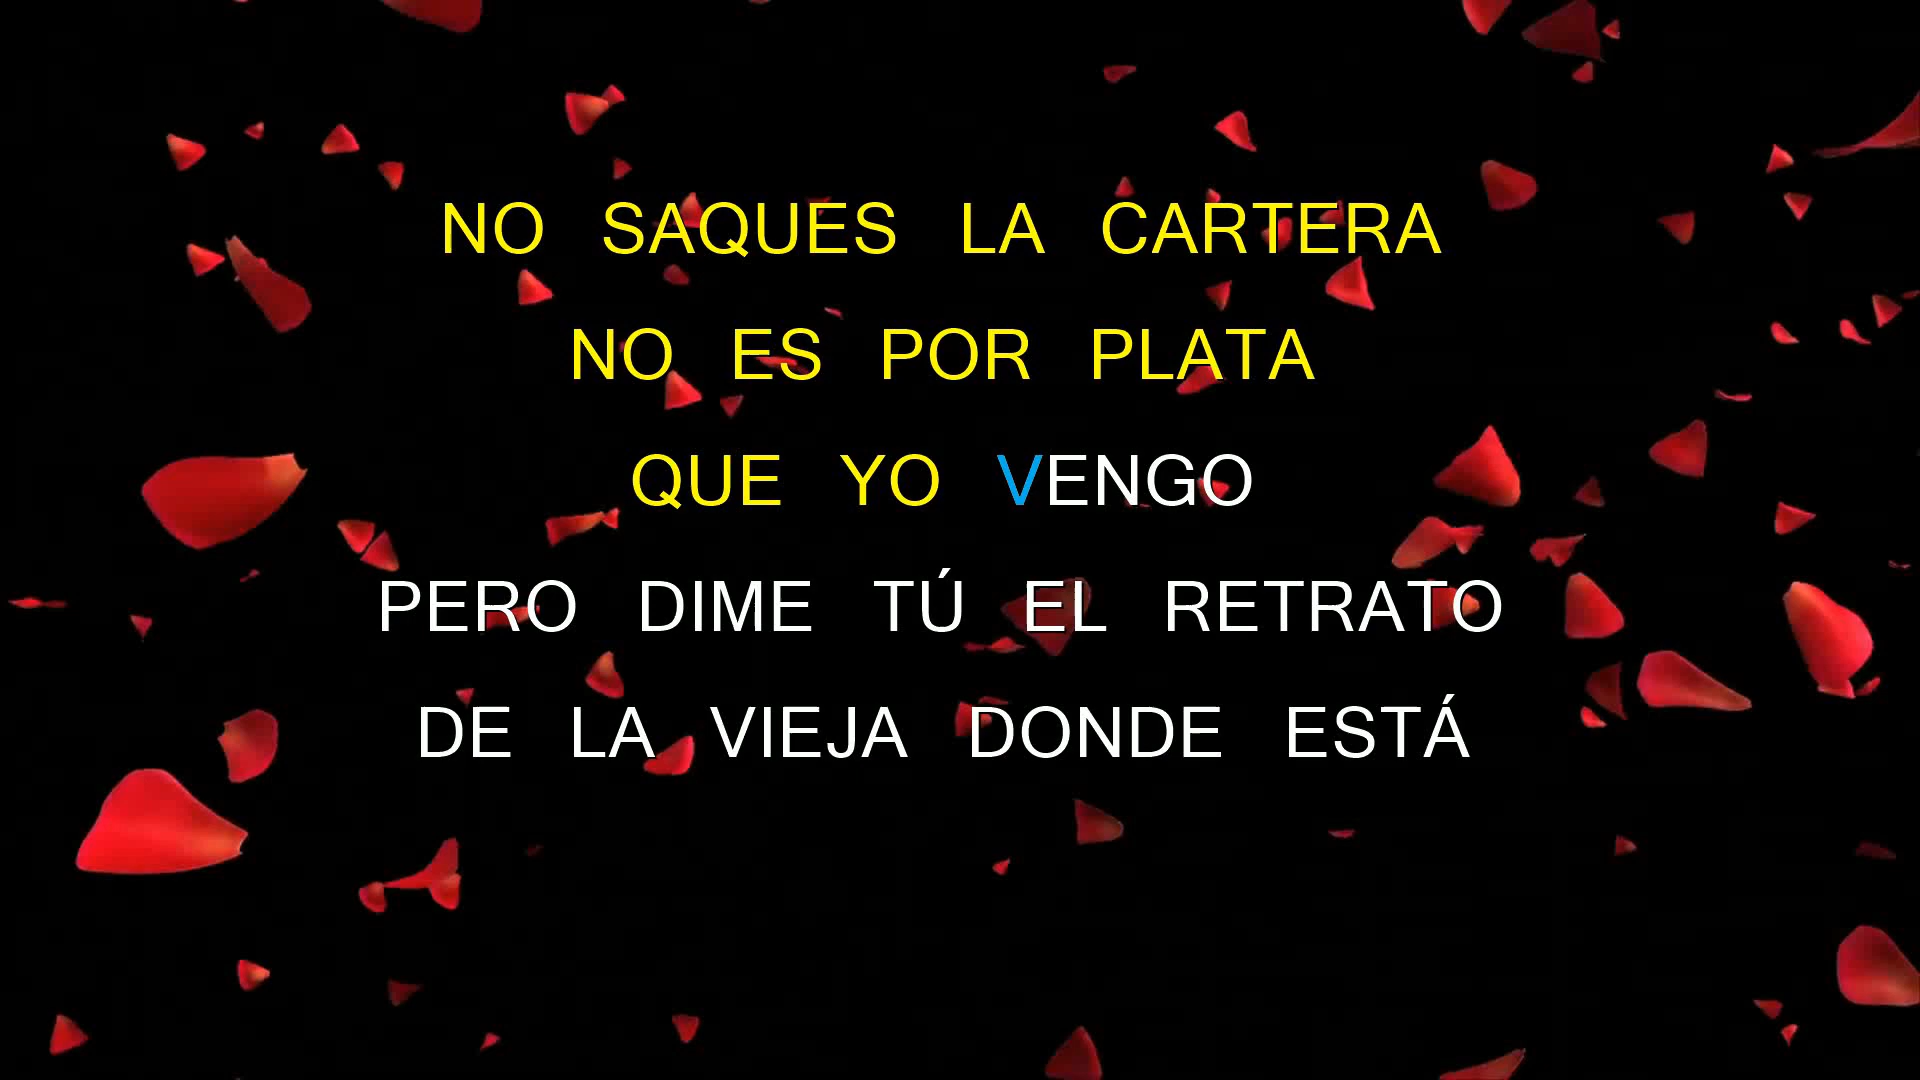 NO SAQUES LA CARTERA
NO ES POR PLATA
QUE YO VENGO
PERO DIME TÚ EL RETRATO
DE LA VIEJA DONDE ESTÁ